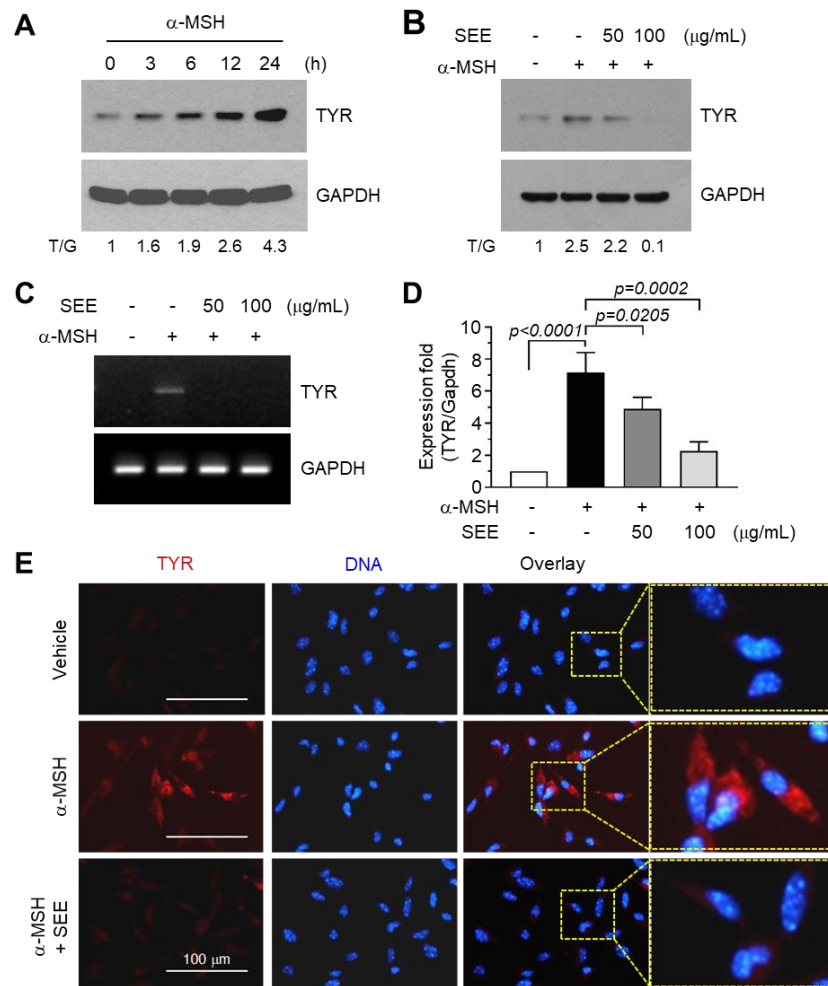 A
α-MSH
0 3 6 12 24 (h)
TYR
GAPDH
T/G 1 1.6 1.9 2.6 4.3
B
SEE - - 50 100 (μg/mL)
α-MSH - + + +
TYR
GAPDH
T/G 1 2.5 2.2 0.1
C
SEE - - 50 100 (μg/mL)
α-MSH - + + +
TYR
GAPDH
D
p=0.0002
p<0.0001 p=0.0205
Expression fold
(TYR/Gapdh)
10
8
6
4
2
0
α-MSH - + + +
SEE - - 50 100 (μg/mL)
E
TYR DNA Overlay
Vehicle
α-MSH
α-MSH
+ SEE
100 μm